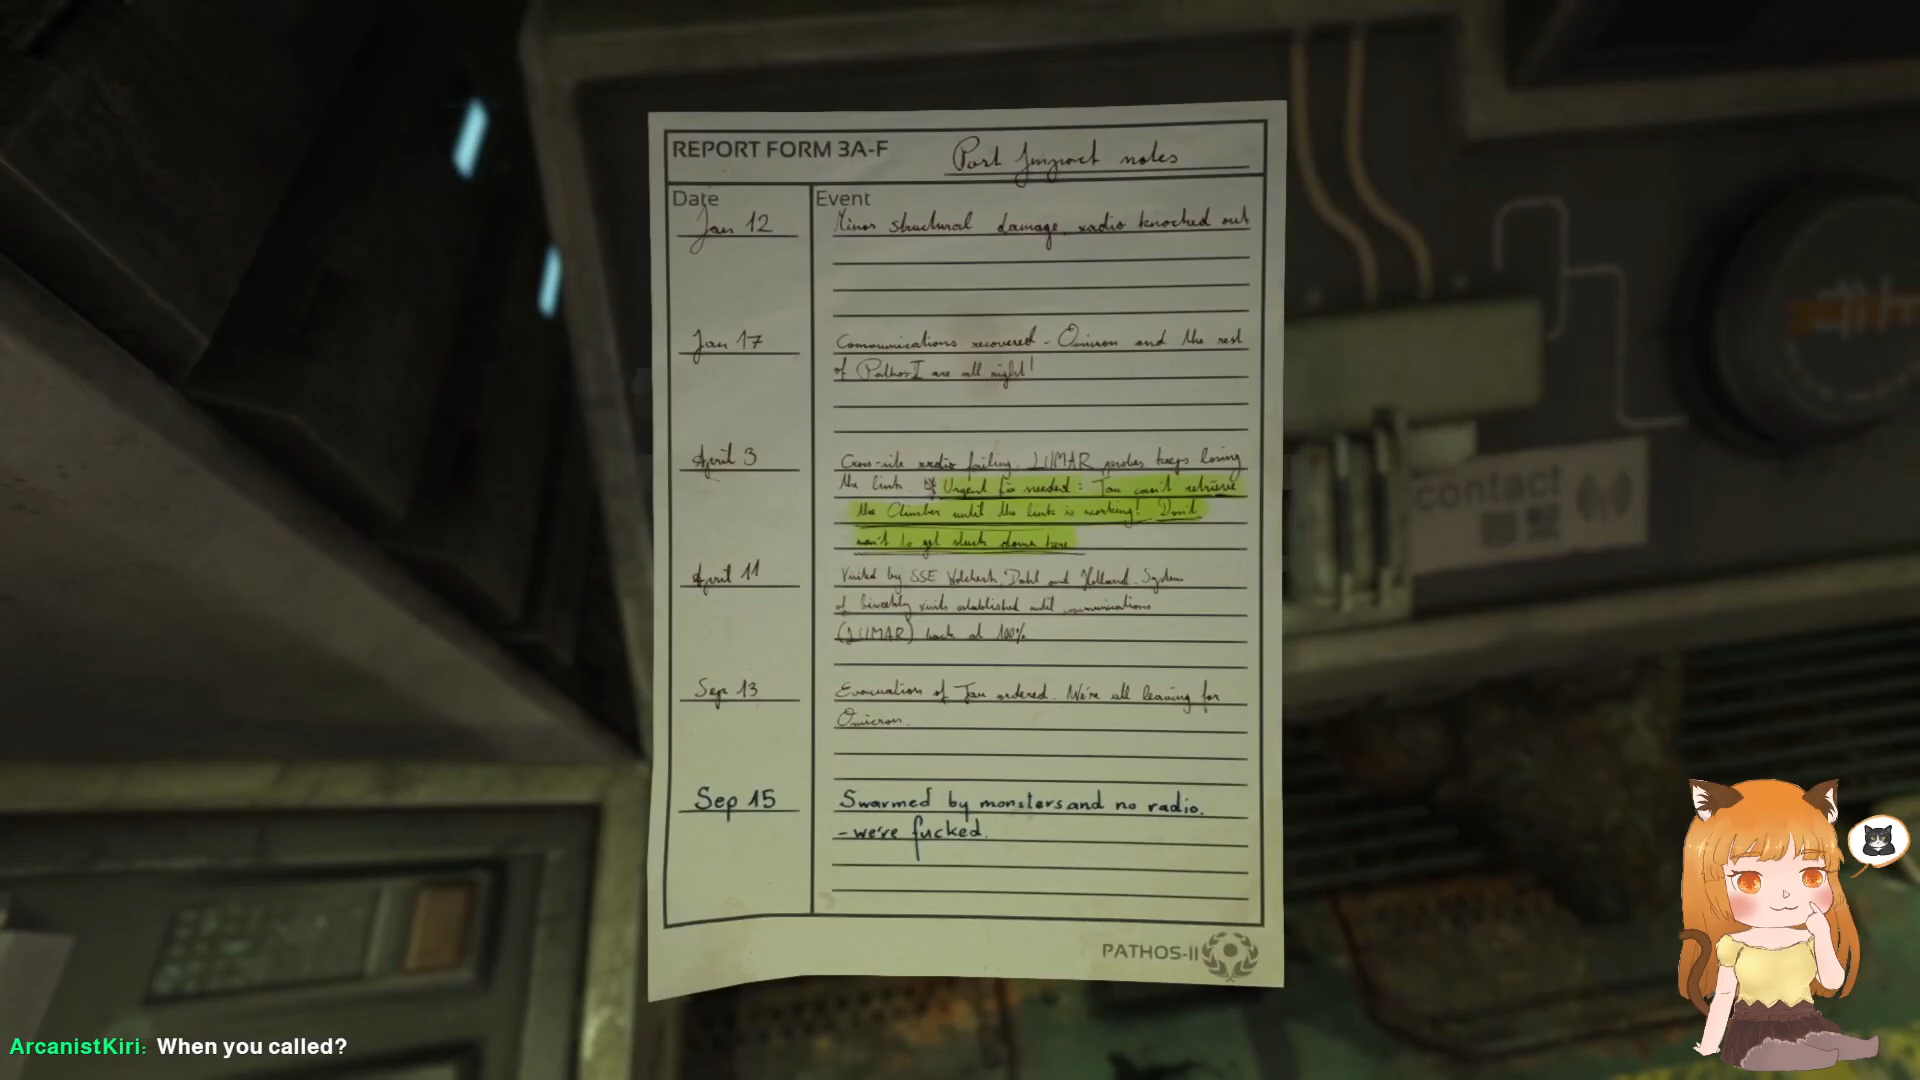 REPORT FORM 3A-F
Post Impact notes
Date
Event
Jan 12
Minor structural damage, radio knocked out
Jan 17
Communications recovered - Omicron and the rest
of Pathos II are all right!
April 3
Cross-site radio failing. LUMAR probes keeps losing
the link Urgent fix needed: Tau can't retrieve
the Climber until the link is working! Don't
want to get stuck down here
April 11
Visited by SSE Wolchezk, Dahl and Holland. System
of biweekly visits established until communications
(LUMAR) back at 100%
Sep 13
Evacuation of Tau ordered. We're all leaving for
Omicron.
Sep 15
Swarmed by monsters and no radio.
- we're fucked.
PATHOS-II
contact
ArcanistKiri: When you called?